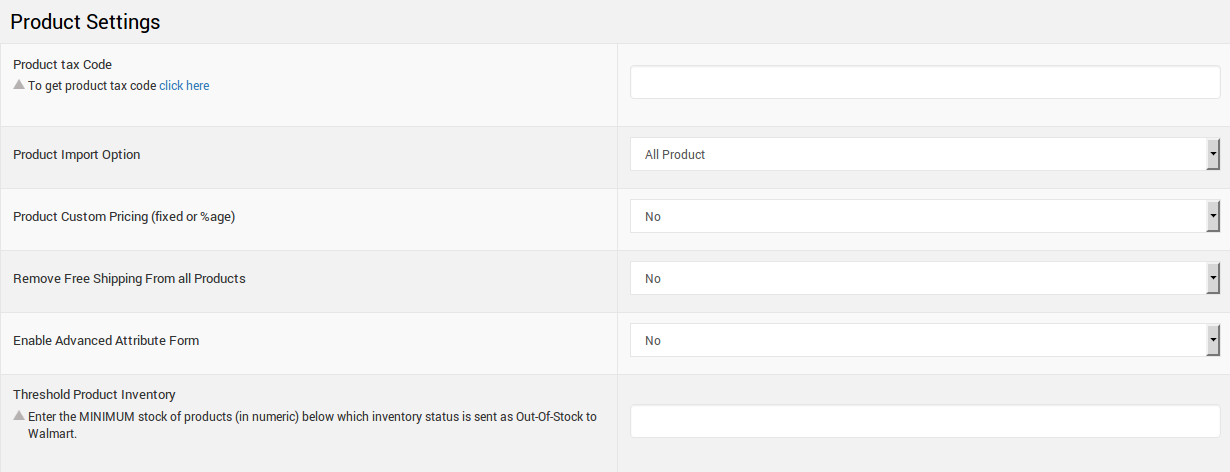 Product Settings
Product tax Code
To get product tax code click here
Product Import Option
All Product
Product Custom Pricing (fixed or %age)
No
Remove Free Shipping From all Products
No
Enable Advanced Attribute Form
No
Threshold Product Inventory
Enter the MINIMUM stock of products (in numeric) below which inventory status is sent as Out-Of-Stock to
Walmart.